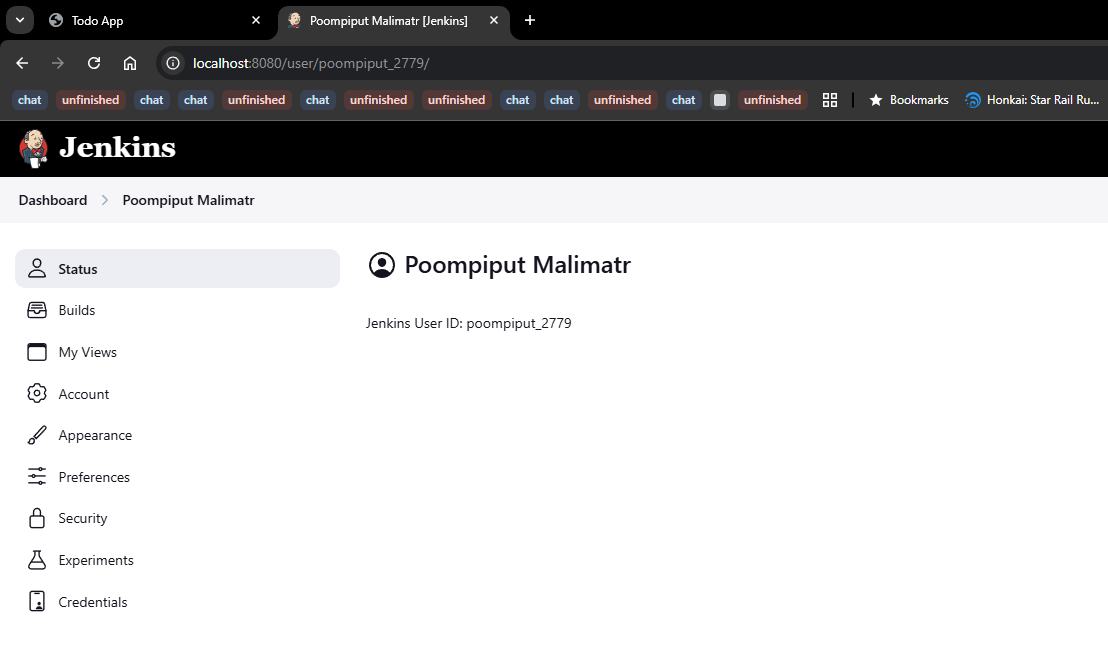 Todo App
Poompiput Malimatr [Jenkins]
localhost:8080/user/poompiput_2779/
chat unfinished chat chat unfinished chat unfinished unfinished chat chat unfinished chat unfinished Bookmarks Honkai: Star Rail Ru...
Jenkins
Dashboard Poompiput Malimatr
Status
Builds
My Views
Account
Appearance
Preferences
Security
Experiments
Credentials
Poompiput Malimatr
Jenkins User ID: poompiput_2779